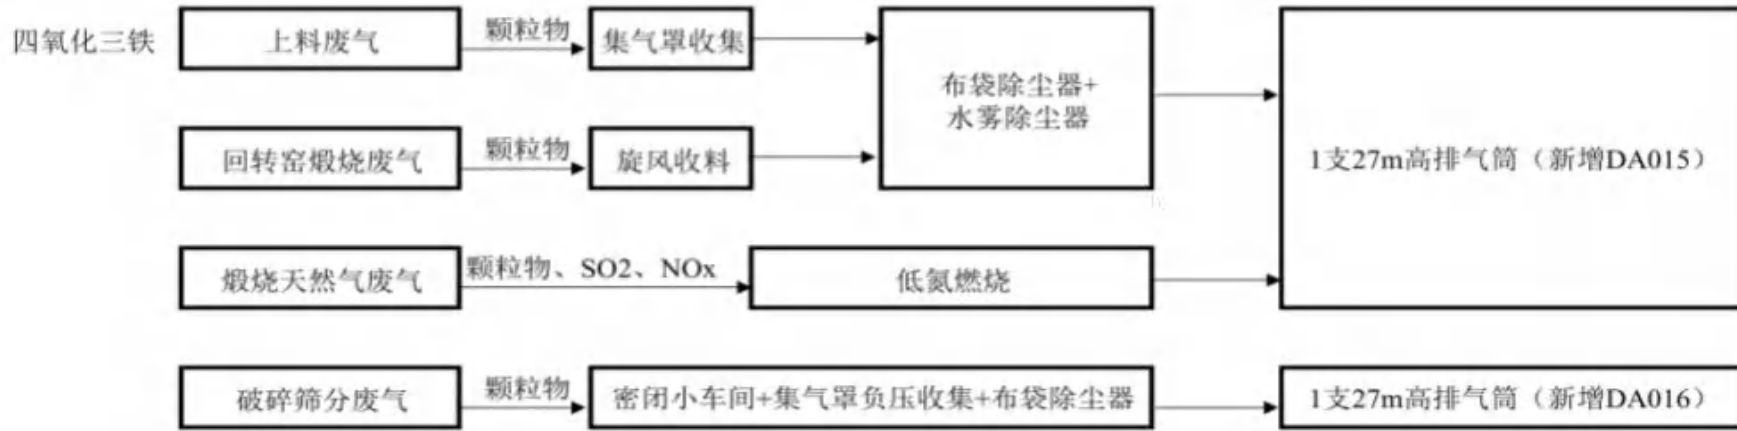 四氧化三铁
上料废气
颗粒物
集气罩收集
布袋除尘器+
水雾除尘器
回转窑煅烧废气
颗粒物
旋风收料
1支27m高排气筒（新增DA015）
煅烧天然气废气
颗粒物、SO2、NOx
低氮燃烧
破碎筛分废气
颗粒物
密闭小车间+集气罩负压收集+布袋除尘器
1支27m高排气筒（新增DA016）